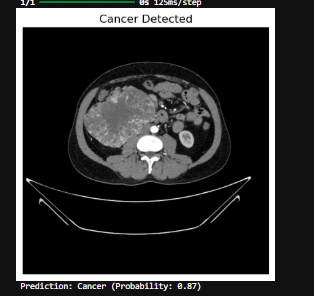 1/1 0s 125ms/step
Cancer Detected
Prediction: Cancer (Probability: 0.87)